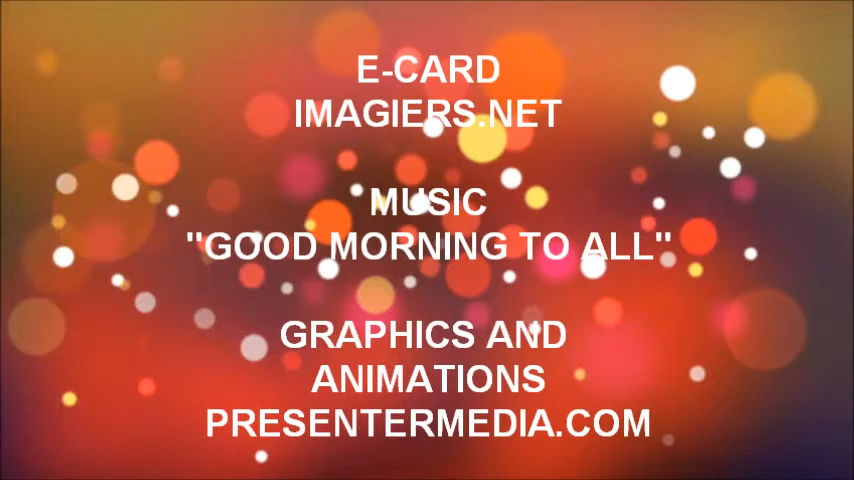 E-CARD
IMAGIERS.NET
MUSIC
"GOOD MORNING TO ALL"
GRAPHICS AND
ANIMATIONS
PRESENTERMEDIA.COM